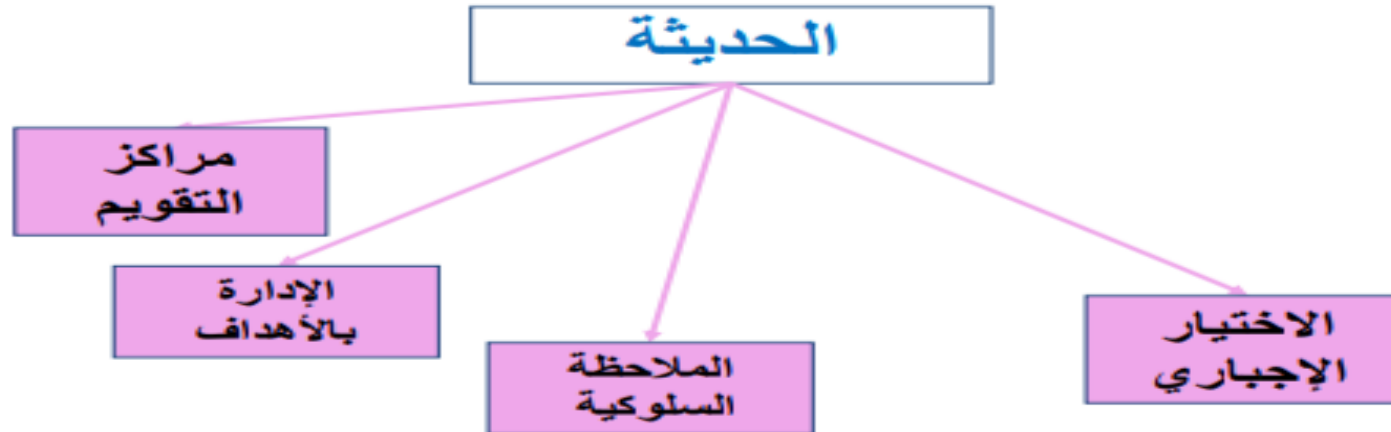 الحديثة
مراكز
التقويم
الإدارة
بالأهداف
الملاحظة
السلوكية
الاختيار
الإجباري